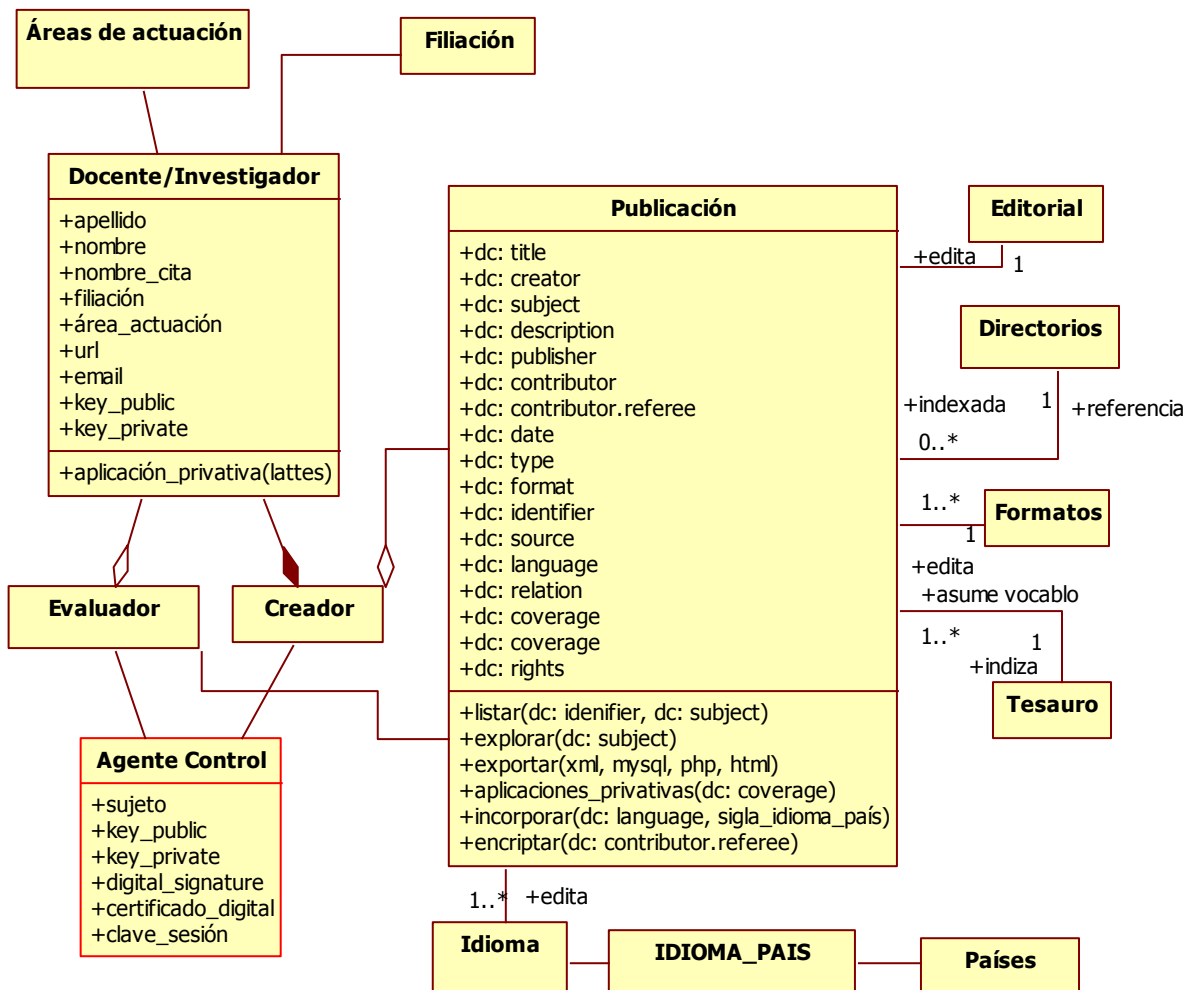 Áreas de actuación
Filiación
Docente/Investigador
+apellido
+nombre
+nombre_cita
+filiación
+área_actuación
+url
+email
+key_public
+key_private
+aplicación_privativa(lattes)
Evaluador
Creador
Agente Control
+sujeto
+key_public
+key_private
+digital_signature
+certificado_digital
+clave_sesión
Publicación
+dc: title
+dc: creator
+dc: subject
+dc: description
+dc: publisher
+dc: contributor
+dc: contributor.referee
+dc: date
+dc: type
+dc: format
+dc: identifier
+dc: source
+dc: language
+dc: relation
+dc: coverage
+dc: coverage
+dc: rights
+listar(dc: idenifier, dc: subject)
+explorar(dc: subject)
+exportar(xml, mysql, php, html)
+aplicaciones_privativas(dc: coverage)
+incorporar(dc: language, sigla_idioma_país)
+encriptar(dc: contributor.referee)
Editorial
+edita
1
Directorios
+indexada
1
+referencia
0..*
1..*
Formatos
1
+edita
+asume vocablo
1..*
1
+indiza
Tesauro
1..*
+edita
Idioma
IDIOMA_PAIS
Países